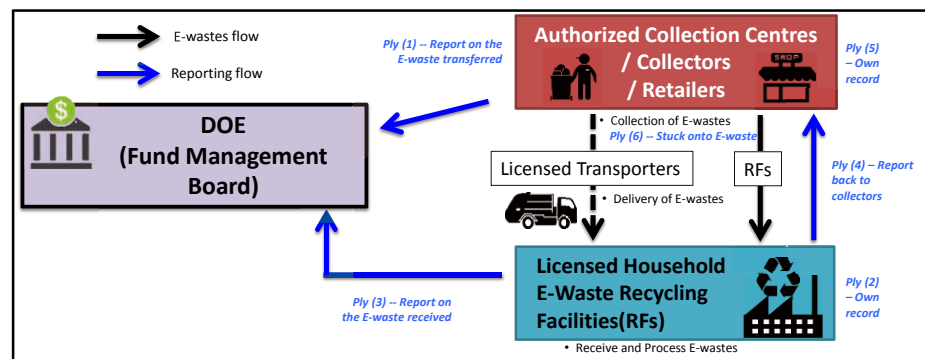 E-wastes flow
Reporting flow
Ply (1) -- Report on the
E-waste transferred
Authorized Collection Centres
/ Collectors
/ Retailers
SHOP
Ply (5)
– Own
record
$
DOE
(Fund Management
Board)
• Collection of E-wastes
Ply (6) -- Stuck onto E-waste
Licensed Transporters
RFs
Ply (4) – Report
back to
collectors
• Delivery of E-wastes
Licensed Household
E-Waste Recycling
Facilities(RFs)
Ply (2)
– Own
record
Ply (3) -- Report on
the E-waste received
• Receive and Process E-wastes